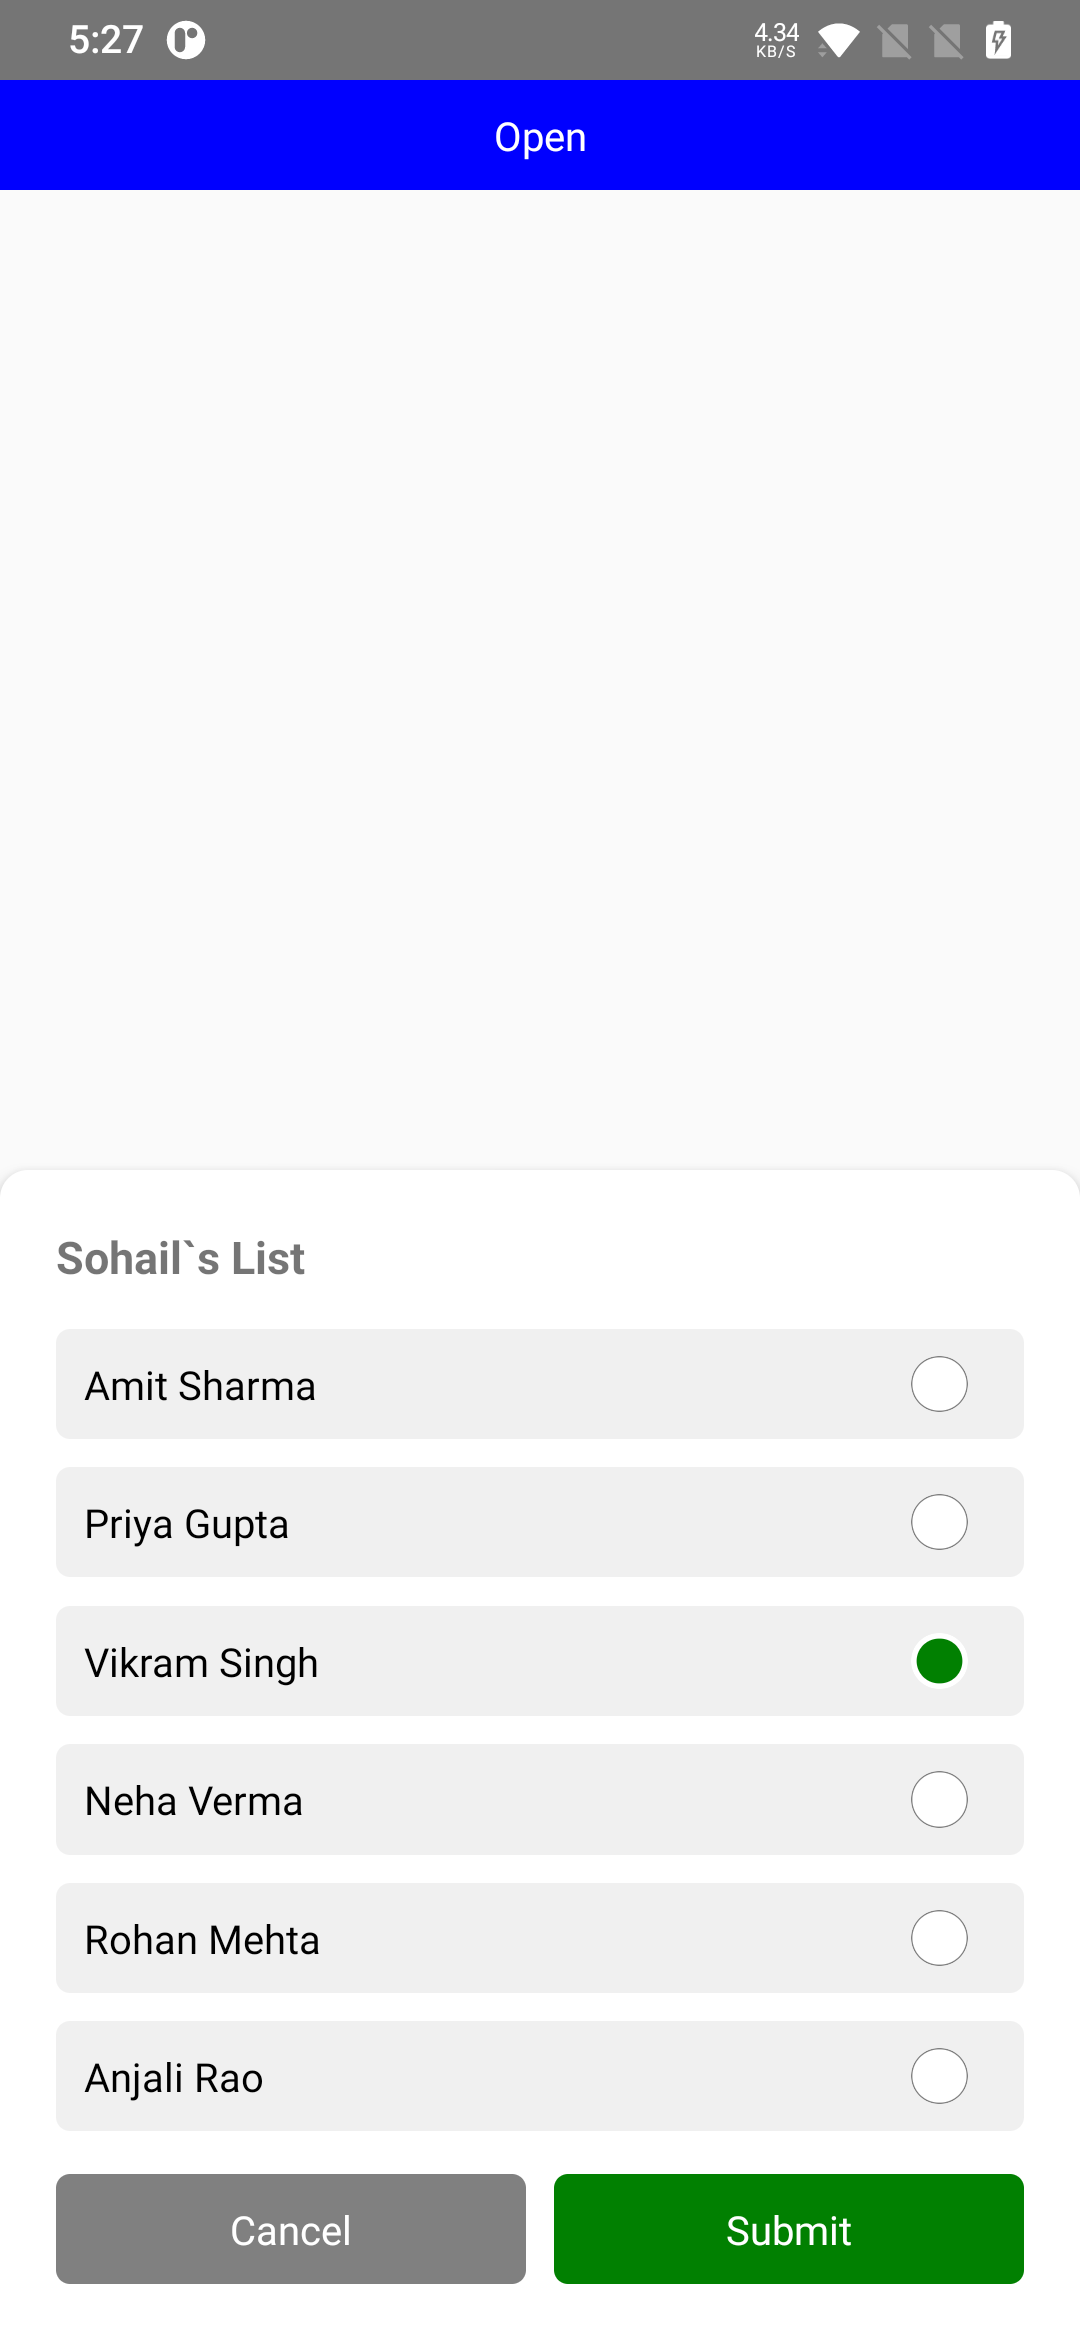 5:27
4.34
KB/S
Open
Sohail`s List
Amit Sharma
Priya Gupta
Vikram Singh
Neha Verma
Rohan Mehta
Anjali Rao
Cancel
Submit